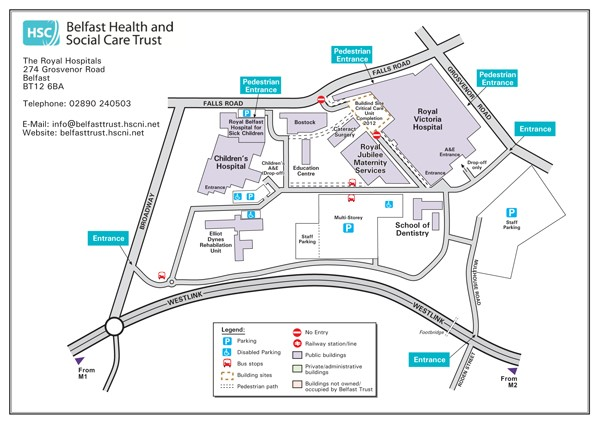 HSC
Belfast Health and
Social Care Trust
The Royal Hospitals
274 Grosvenor Road
Belfast
BT12 6BA
Telephone: 02890 240503
E-Mail: info@belfasttrust.hscni.net
Website: belfasttrust.hscni.net
Pedestrian
Entrance
FALLS ROAD
GROSVENOR ROAD
Pedestrian
Entrance
Pedestrian
Entrance
FALLS ROAD
P
Royal Belfast
Hospital for
Sick Children
Bostock
Building Site
Critical Care
Unit
Completion
2012
Cataract
Surgery
Royal
Victoria
Hospital
Entrance
Royal
Jubilee
Maternity
Services
A&E
Entrance
Drop-off
only
Entrance
Children's
Hospital
Entrance
Children's
A&E
Drop-off
Education
Centre
P
BROADWAY
Multi-Storey
P
Staff
Parking
School of
Dentistry
P
Staff
Parking
Elliot
Dynes
Rehabilation
Unit
Entrance
MULHOUSE ROAD
WESTLINK
WESTLINK
Footbridge
Entrance
RODEN STREET
From
M1
From
M2
Legend:
P Parking
Disabled Parking
Bus stops
Building sites
Pedestrian path
No Entry
Railway station/line
Public buildings
Private/administrative
buildings
Buildings not owned/
occupied by Belfast Trust